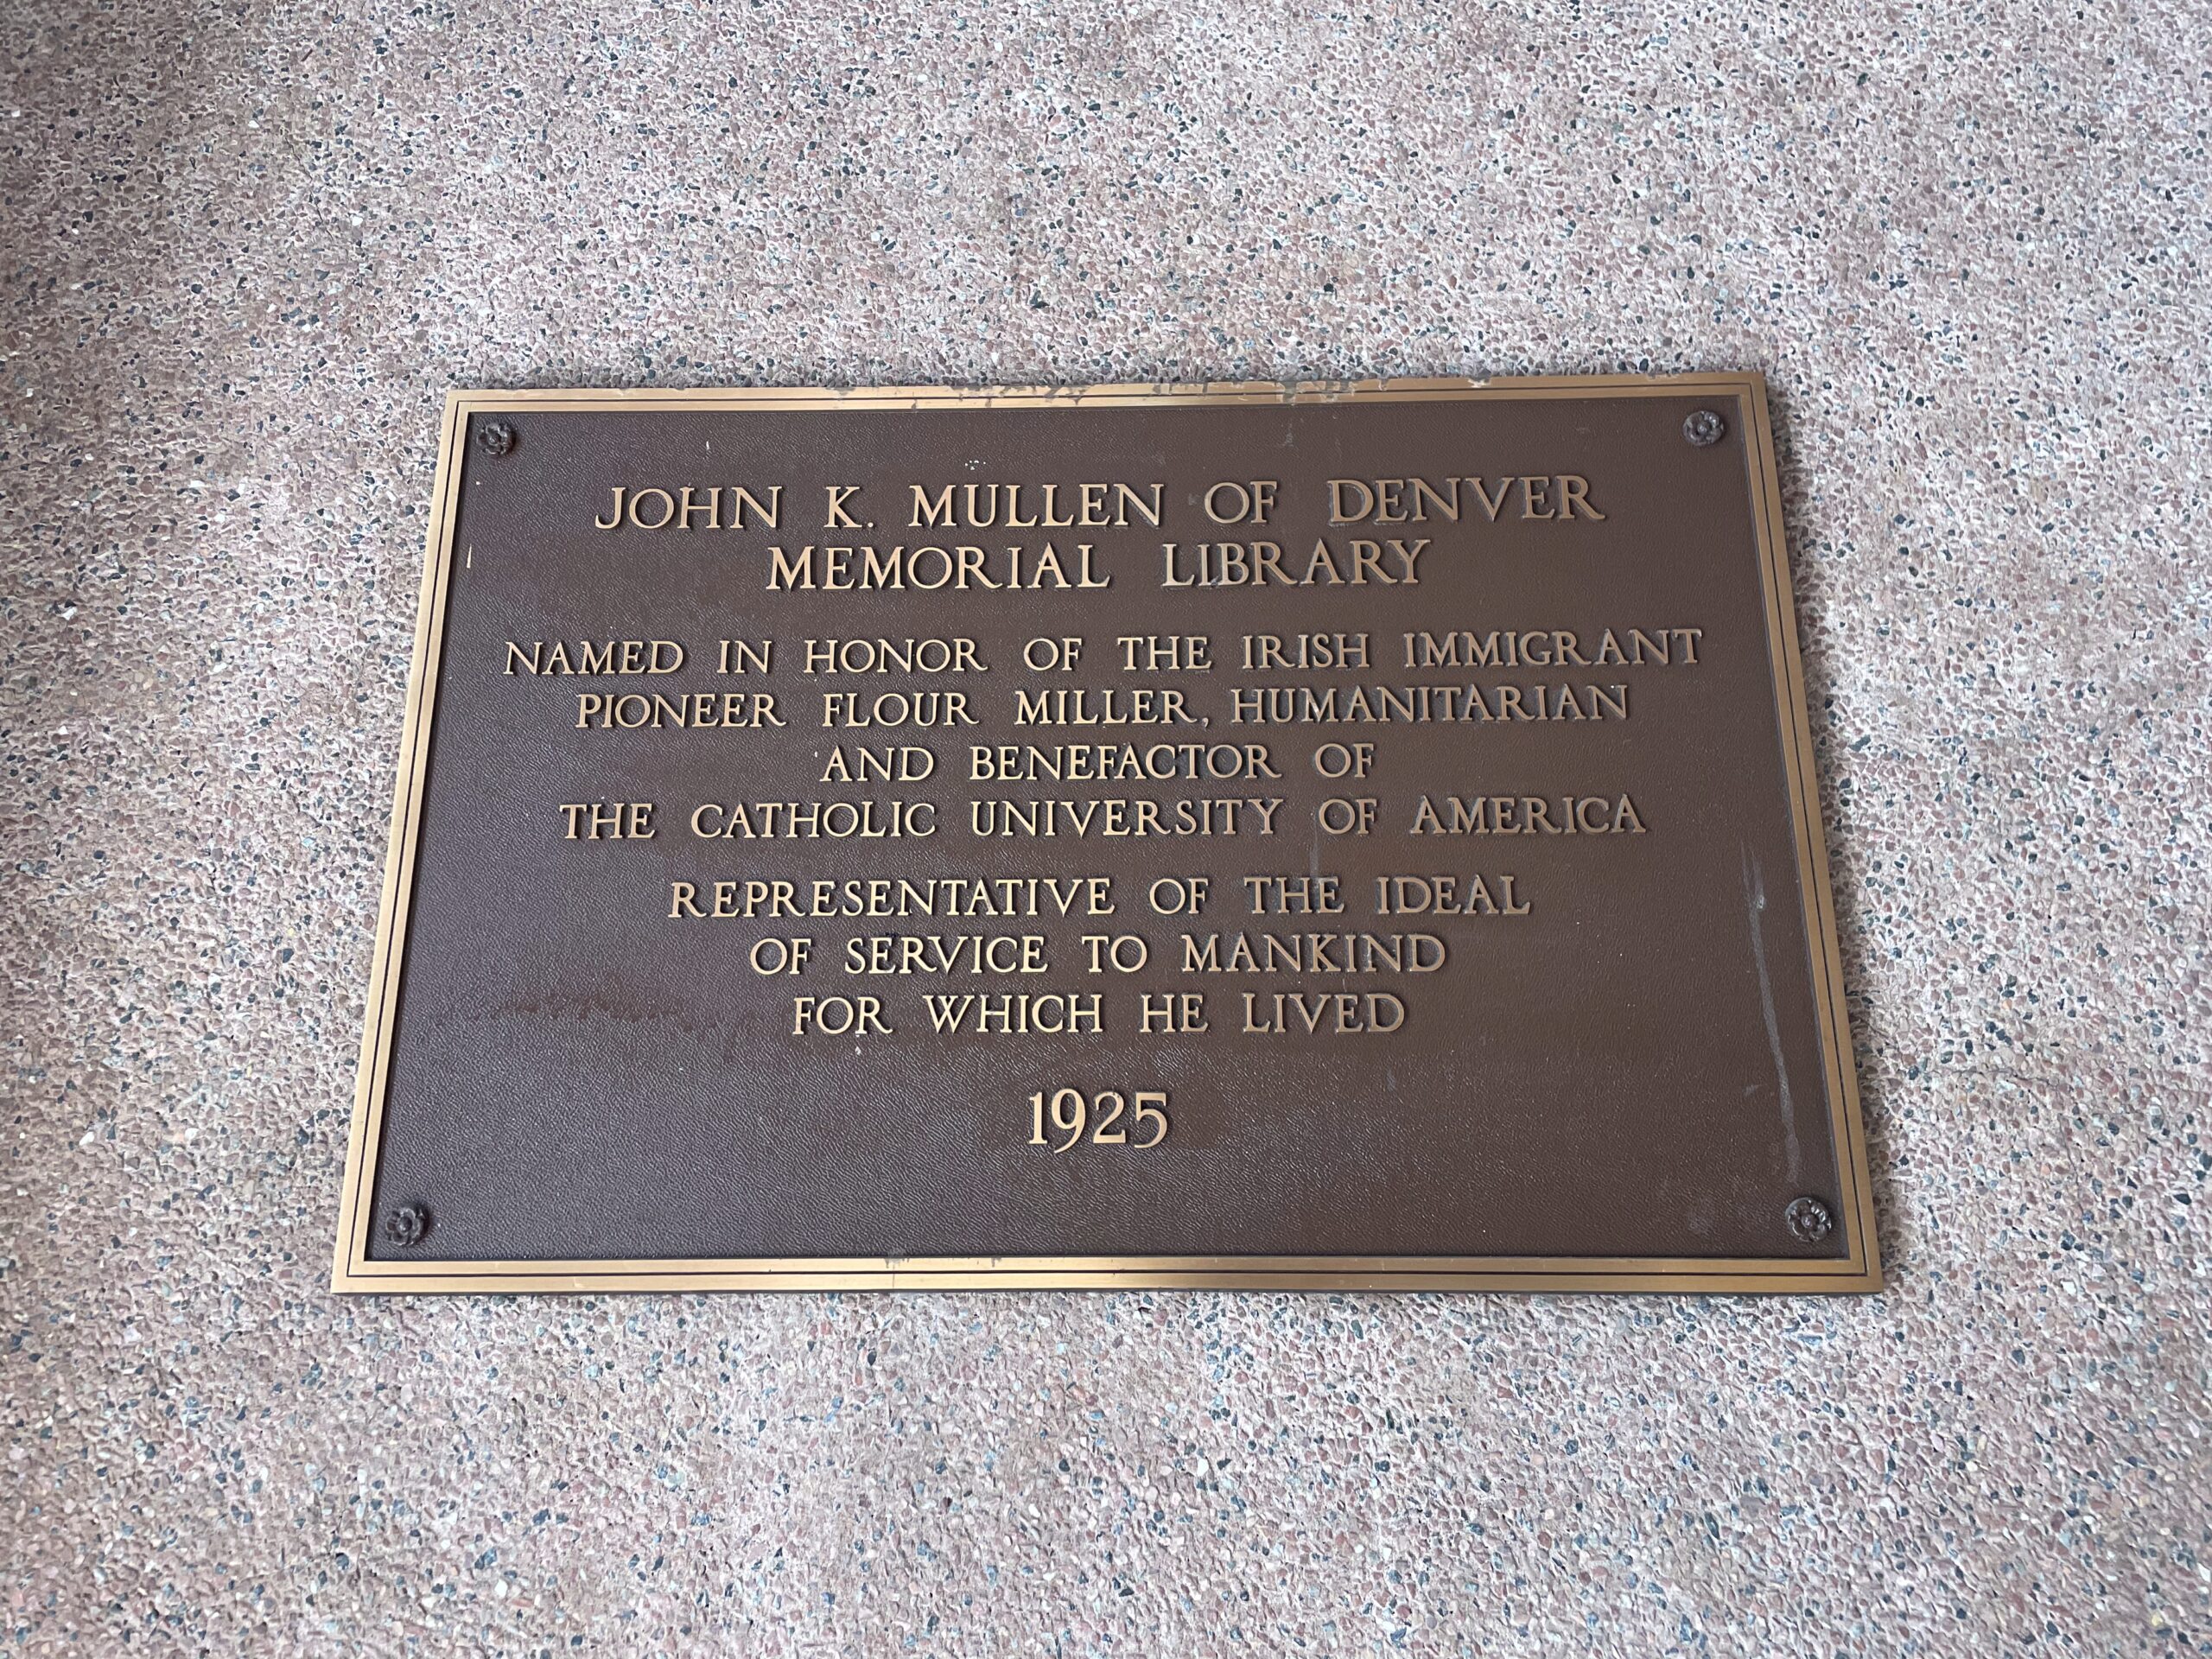 JOHN K. MULLEN OF DENVER
MEMORIAL LIBRARY
NAMED IN HONOR OF THE IRISH IMMIGRANT
PIONEER FLOUR MILLER, HUMANITARIAN
AND BENEFACTOR OF
THE CATHOLIC UNIVERSITY OF AMERICA
REPRESENTATIVE OF THE IDEAL
OF SERVICE TO MANKIND
FOR WHICH HE LIVED
1925